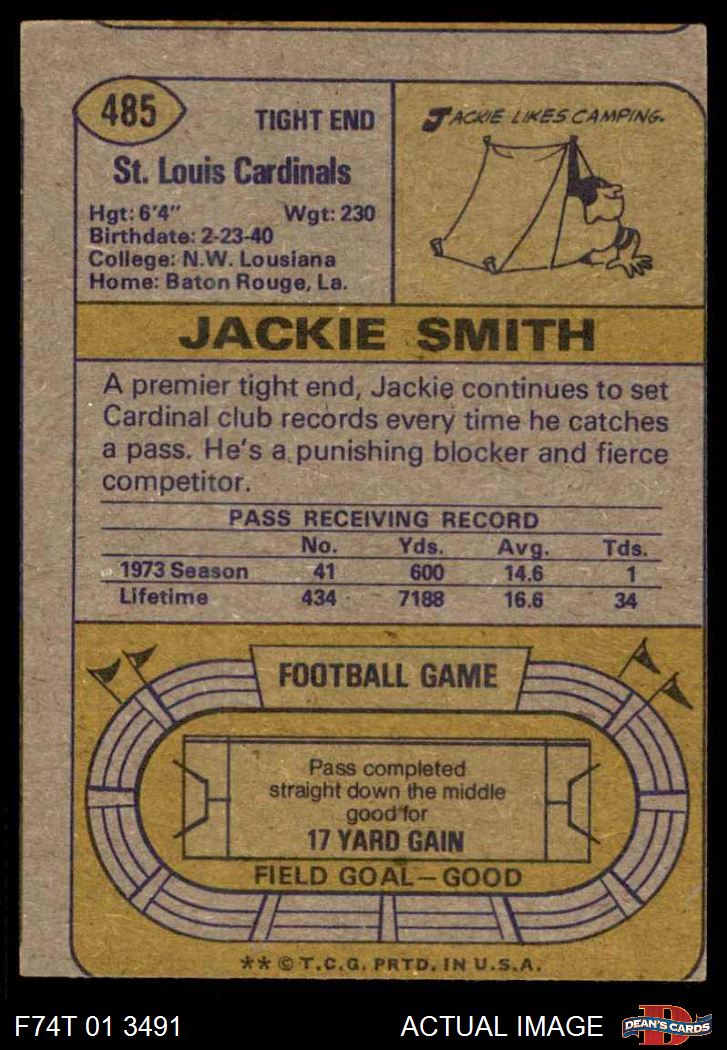 485
TIGHT END
St. Louis Cardinals
Hgt: 6'4" Wgt: 230
Birthdate: 2-23-40
College: N.W. Lousiana
Home: Baton Rouge, La.
JACKIE LIKES CAMPING.
JACKIE SMITH
A premier tight end, Jackie continues to set
Cardinal club records every time he catches
a pass. He's a punishing blocker and fierce
competitor.
PASS RECEIVING RECORD
No. Yds. Avg. Tds.
1973 Season 41 600 14.6 1
Lifetime 434 7188 16.6 34
FOOTBALL GAME
Pass completed
straight down the middle
good for
17 YARD GAIN
FIELD GOAL—GOOD
** © T.C.G. PRTD. IN U.S.A.
F74T 01 3491
ACTUAL IMAGE
D
DEAN'S CARDS